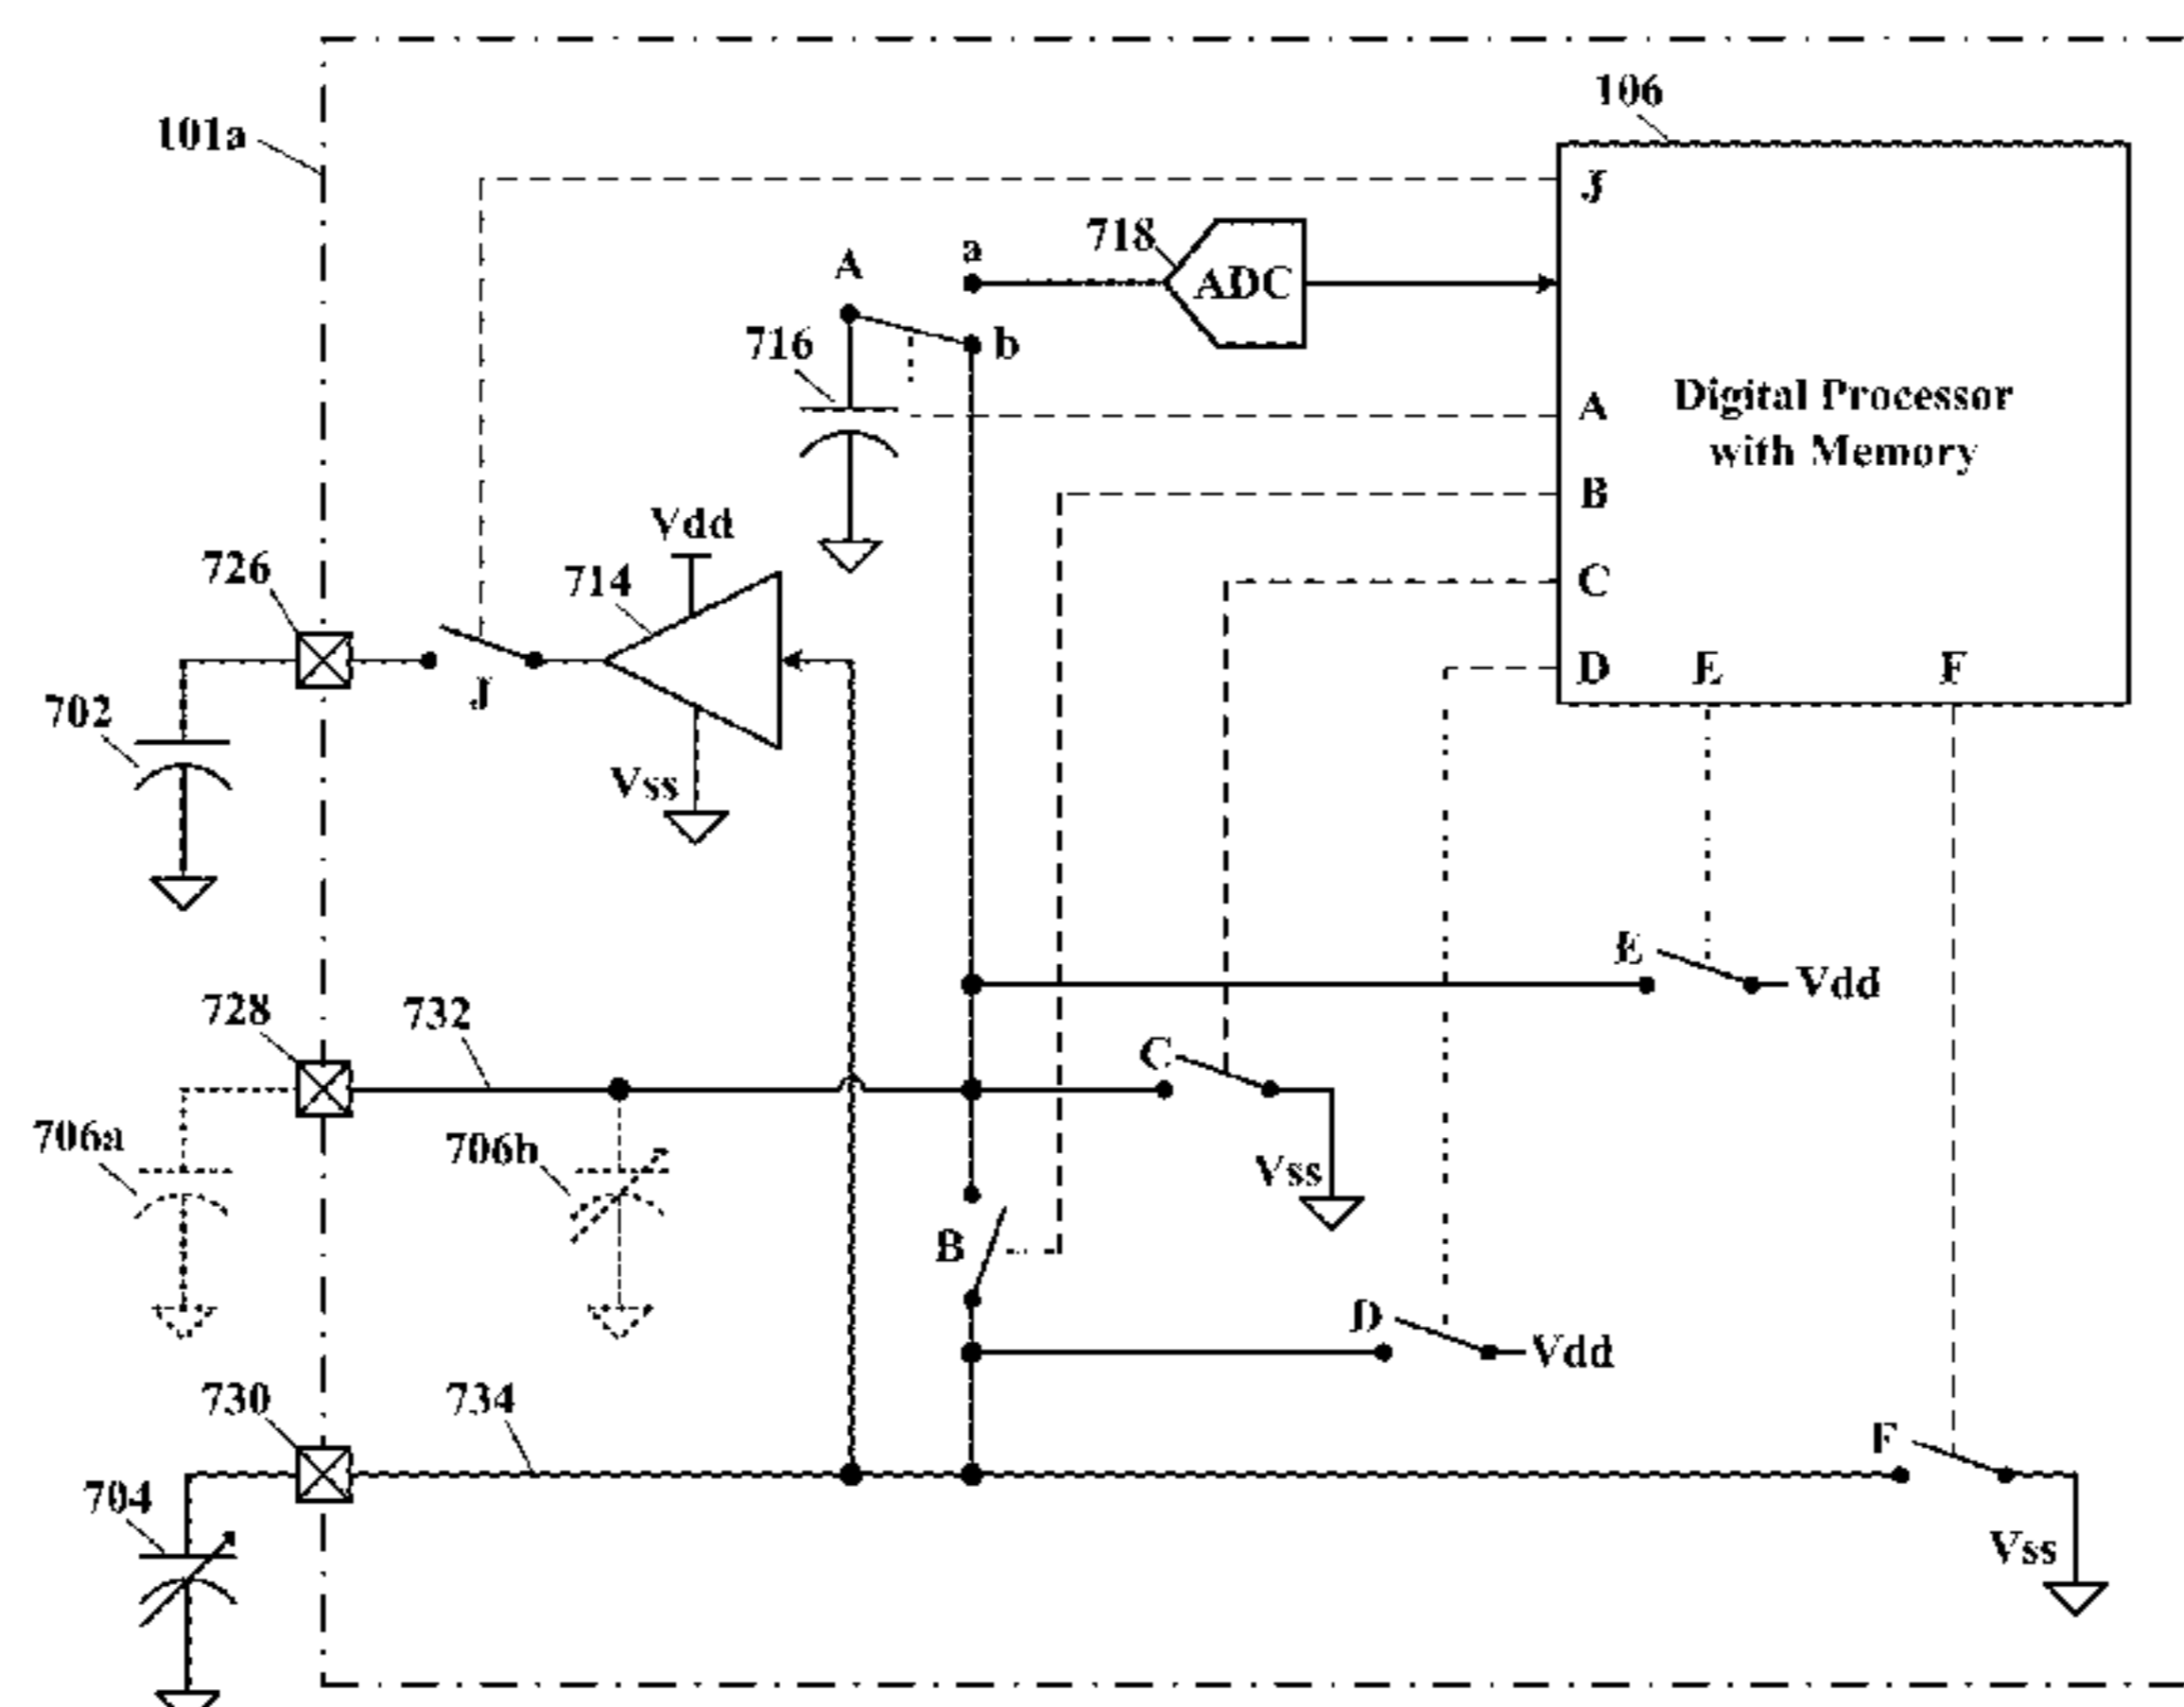 106
101a
J
718
a
A
ADC
716
b
A
Digital Processor
with Memory
B
Vdd
726
714
C
702
J
D
E
F
Vss
E
Vdd
728
732
C
706a
706b
Vss
B
D
Vdd
730
734
F
704
Vss